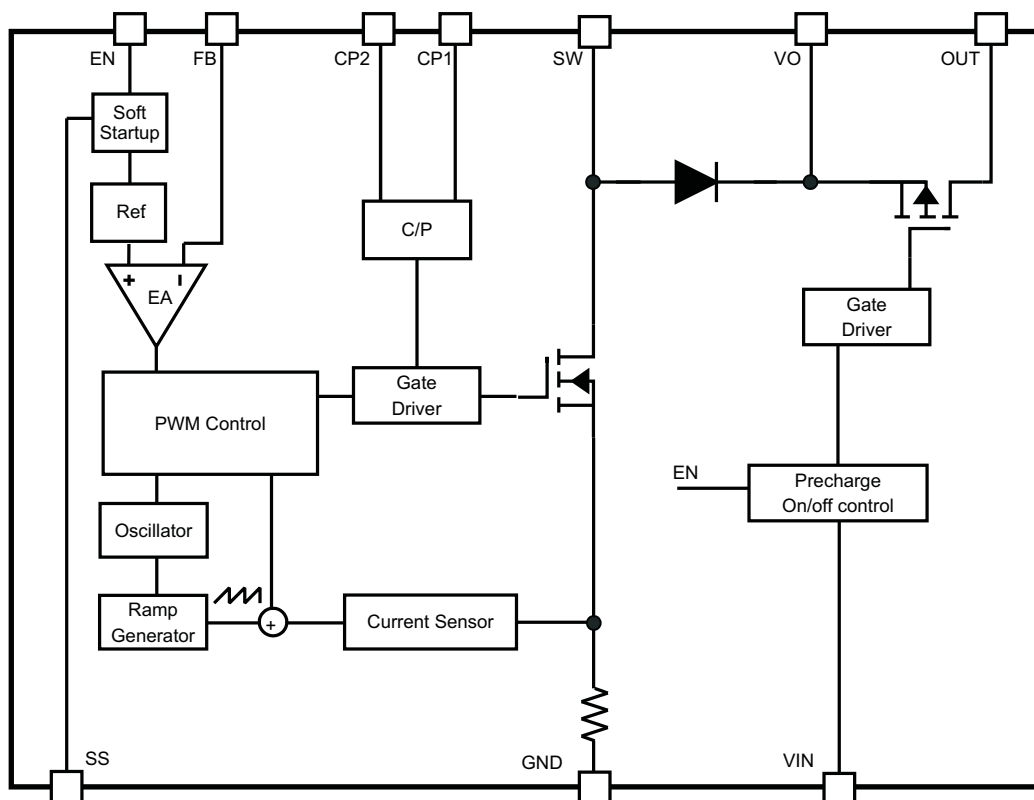 EN
FB
CP2
CP1
SW
VO
OUT
Soft
Startup
Ref
C/P
+
-
EA
Gate
Driver
Gate
Driver
PWM Control
EN
Precharge
On/off control
Oscillator
Ramp
Generator
+
Current Sensor
SS
GND
VIN